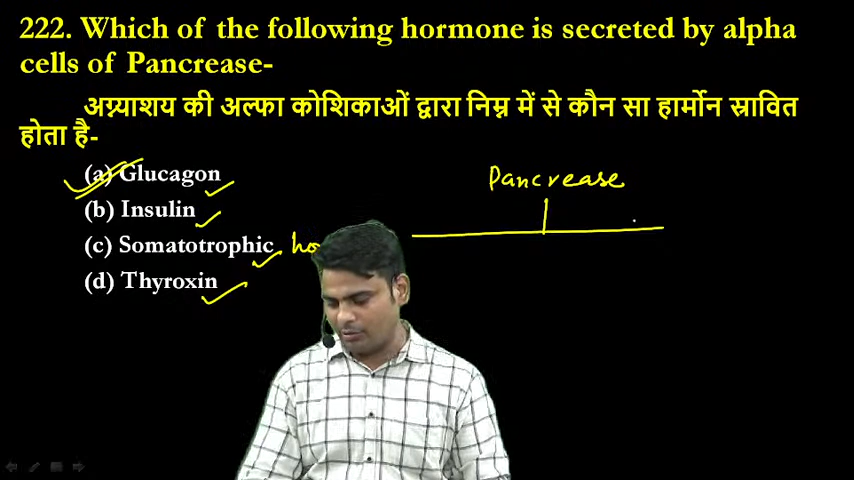 222. Which of the following hormone is secreted by alpha
cells of Pancrease-
अग्न्याशय की अल्फा कोशिकाओं द्वारा निम्न में से कौन सा हार्मोन स्रावित
होता है-
(a) Glucagon
(b) Insulin
(c) Somatotrophic
(d) Thyroxin
Pancrease